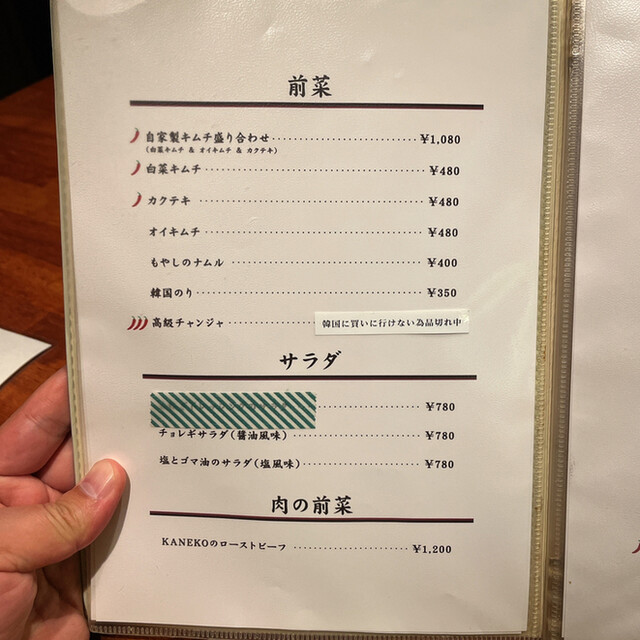 前菜
自家製キムチ盛り合わせ ¥1,080
(白菜キムチ & オイキムチ & カクテキ)
白菜キムチ ¥480
カクテキ ¥480
オイキムチ ¥480
もやしのナムル ¥400
韓国のり ¥350
高級チャンジャ 韓国に買いに行けない為品切れ中
サラダ
¥780
チョレギサラダ(醤油風味) ¥780
塩とゴマ油のサラダ(塩風味) ¥780
肉の前菜
KANEKOのローストビーフ ¥1,200